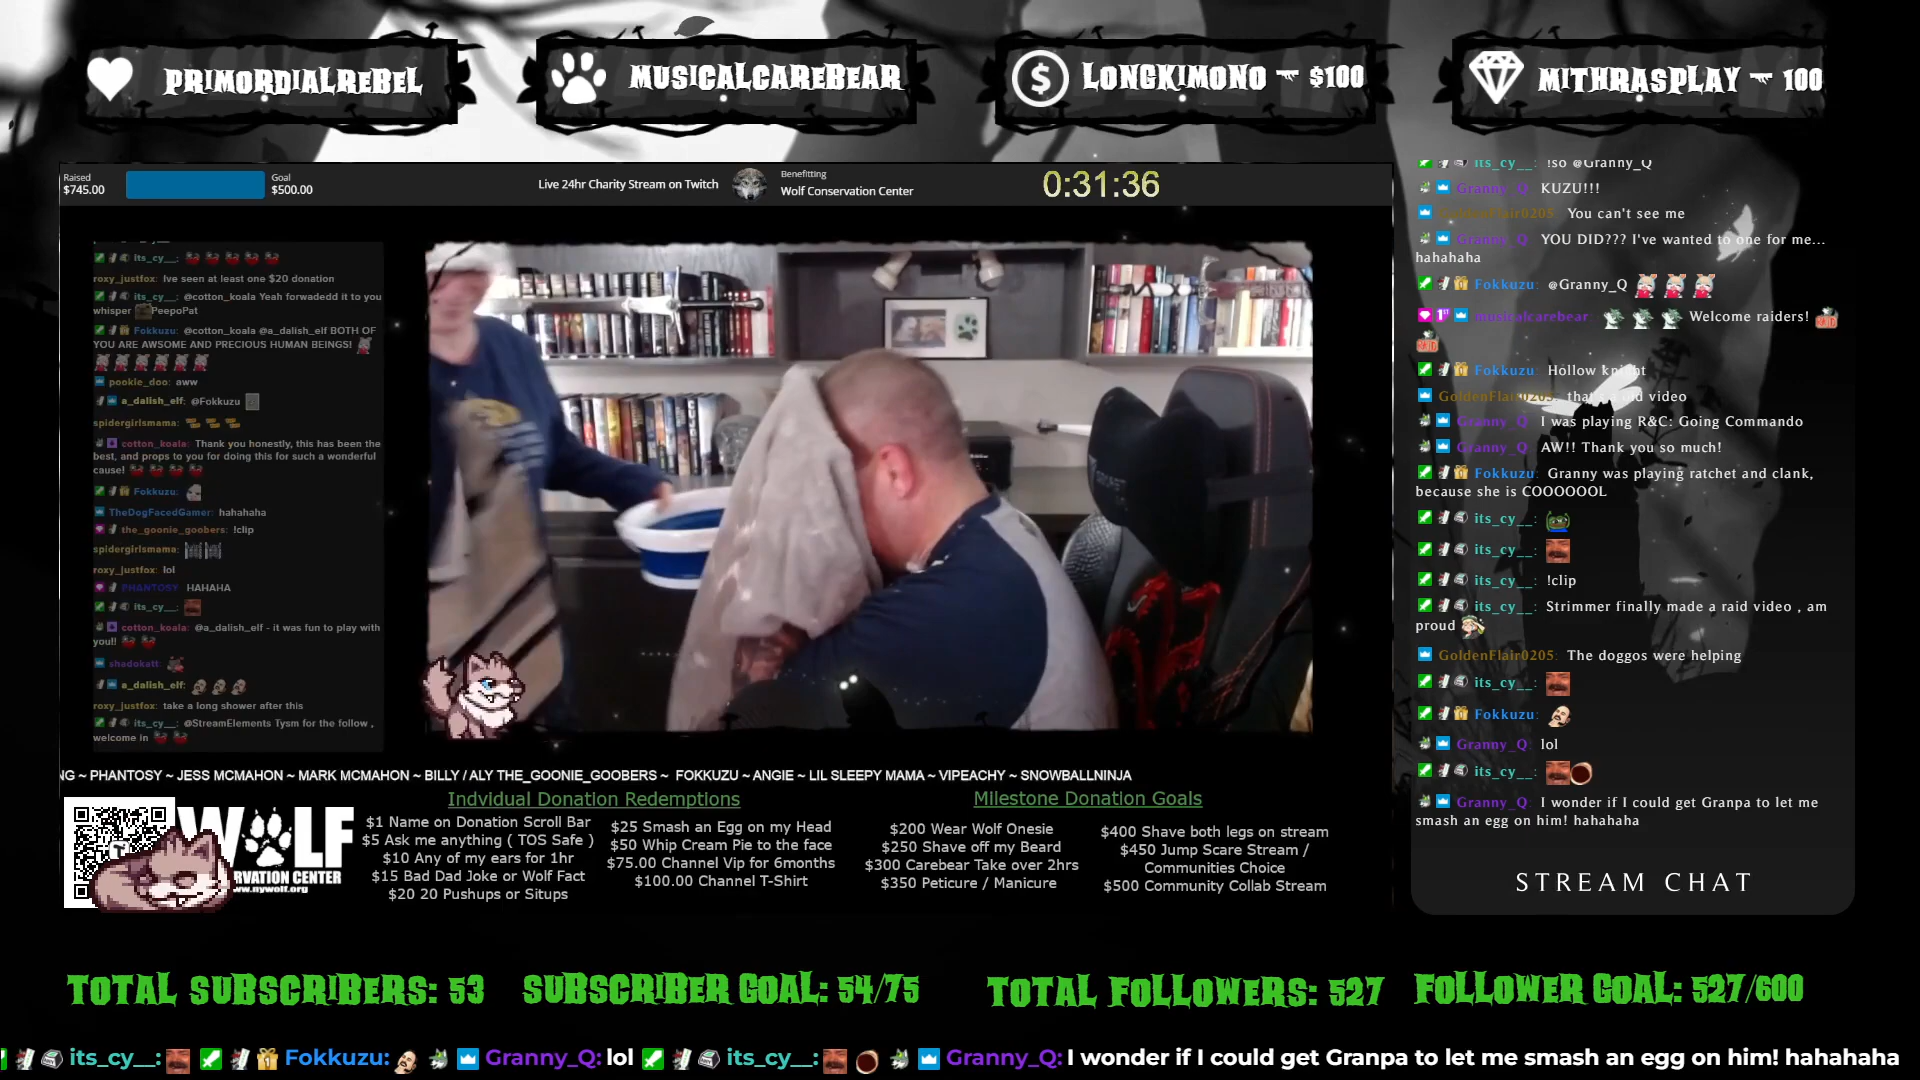 PRIMORDIALREBEL
MUSICALCAREBEAR
LONGKIMONO ~ $100
MITHRASPLAY ~ 100
Raised
$745.00
Goal
$500.00
Live 24hr Charity Stream on Twitch
Benefitting
Wolf Conservation Center
0:31:36
its_cy__:
roxy_justfox: Ive seen at least one $20 donation
its_cy__: @cotton_koala Yeah forwadedd it to you
whisper PeepoPat
Fokkuzu: @cotton_koala @a_dalish_elf BOTH OF
YOU ARE AWSOME AND PRECIOUS HUMAN BEINGS!
pookie_doo: aww
a_dalish_elf: @Fokkuzu
spidergirlsmama:
cotton_koala: Thank you honestly, this has been the
best, and props to you for doing this for such a wonderful
cause!
Fokkuzu:
TheDogFacedGamer: hahahaha
the_goonie_goobers: !clip
spidergirlsmama:
roxy_justfox: lol
PHANTOSY HAHAHA
its_cy__:
cotton_koala: @a_dalish_elf - it was fun to play with
you!!
shadokatt:
a_dalish_elf:
roxy_justfox: take a long shower after this
its_cy__: @StreamElements Tysm for the follow ,
welcome in
NG ~ PHANTOSY ~ JESS MCMAHON ~ MARK MCMAHON ~ BILLY / ALY THE_GOONIE_GOOBERS ~ FOKKUZU ~ ANGIE ~ LIL SLEEPY MAMA ~ VIPEACHY ~ SNOWBALLNINJA
WOLF
RVATION CENTER
www.nywolf.org
Indvidual Donation Redemptions
$1 Name on Donation Scroll Bar
$5 Ask me anything ( TOS Safe )
$10 Any of my ears for 1hr
$15 Bad Dad Joke or Wolf Fact
$20 20 Pushups or Situps
$25 Smash an Egg on my Head
$50 Whip Cream Pie to the face
$75.00 Channel Vip for 6months
$100.00 Channel T-Shirt
Milestone Donation Goals
$200 Wear Wolf Onesie
$250 Shave off my Beard
$300 Carebear Take over 2hrs
$350 Peticure / Manicure
$400 Shave both legs on stream
$450 Jump Scare Stream /
Communities Choice
$500 Community Collab Stream
its_cy__: !so @Granny_Q
Granny_Q: KUZU!!!
GoldenFlair0205: You can't see me
Granny_Q: YOU DID??? I've wanted to one for me...
hahahaha
Fokkuzu: @Granny_Q
musicalcarebear: Welcome raiders!
Fokkuzu: Hollow knight
GoldenFlair0205: old video
Granny_Q: I was playing R&C: Going Commando
Granny_Q: AW!! Thank you so much!
Fokkuzu: Granny was playing ratchet and clank,
because she is COOOOOOL
its_cy__:
its_cy__:
its_cy__: !clip
its_cy__: Strimmer finally made a raid video , am
proud
GoldenFlair0205: The doggos were helping
its_cy__:
Fokkuzu:
Granny_Q: lol
its_cy__:
Granny_Q: I wonder if I could get Granpa to let me
smash an egg on him! hahahaha
STREAM CHAT
TOTAL SUBSCRIBERS: 53
SUBSCRIBER GOAL: 54/75
TOTAL FOLLOWERS: 527
FOLLOWER GOAL: 527/600
its_cy__: Fokkuzu: Granny_Q: lol its_cy__: Granny_Q: I wonder if I could get Granpa to let me smash an egg on him! hahahaha